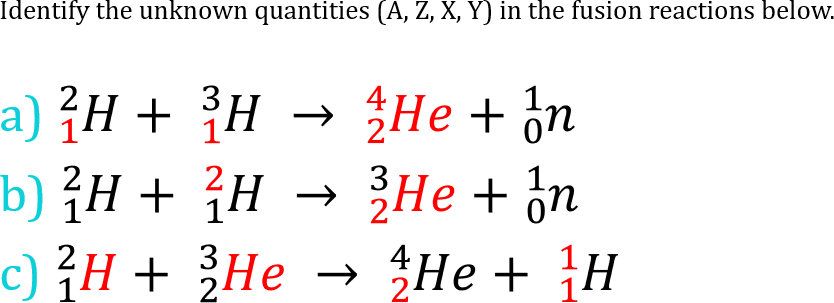 Identify the unknown quantities (A, Z, X, Y) in the fusion reactions below.
a) ²₁H + ³₁H → ⁴₂He + ¹₀n
b) ²₁H + ²₁H → ³₂He + ¹₀n
c) ²₁H + ³₂He → ⁴₂He + ¹₁H